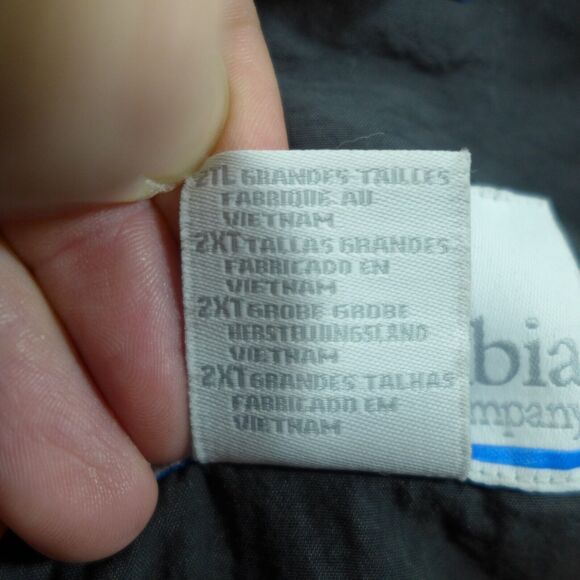 2TL GRANDES TAILLES
FABRIQUE AU
VIETNAM
2XT TALLAS GRANDES
FABRICADO EN
VIETNAM
2XT GROBE GROBE
HERSTELLUNGSLAND
VIETNAM
2XT GRANDES TALHAS
FABRICADO EM
VIETNAM
bia
mpany